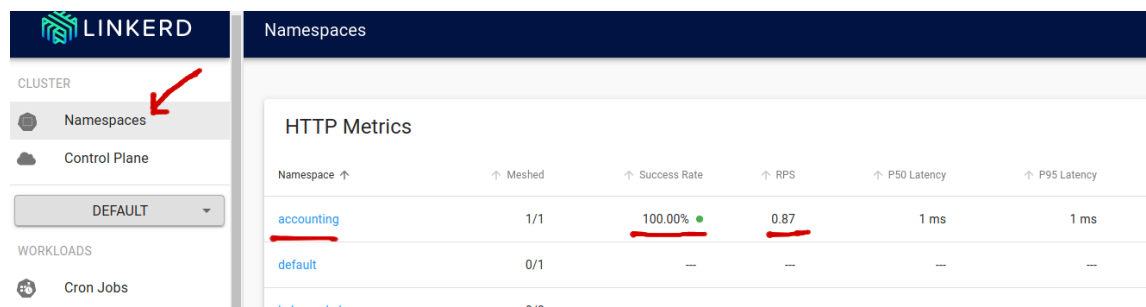 LINKERD
Namespaces
CLUSTER
Namespaces
Control Plane
DEFAULT
WORKLOADS
Cron Jobs
HTTP Metrics
Namespace ↑ ↑ Meshed ↑ Success Rate ↑ RPS ↑ P50 Latency ↑ P95 Latency
accounting 1/1 100.00% 0.87 1 ms 1 ms
default 0/1 --- --- --- ---